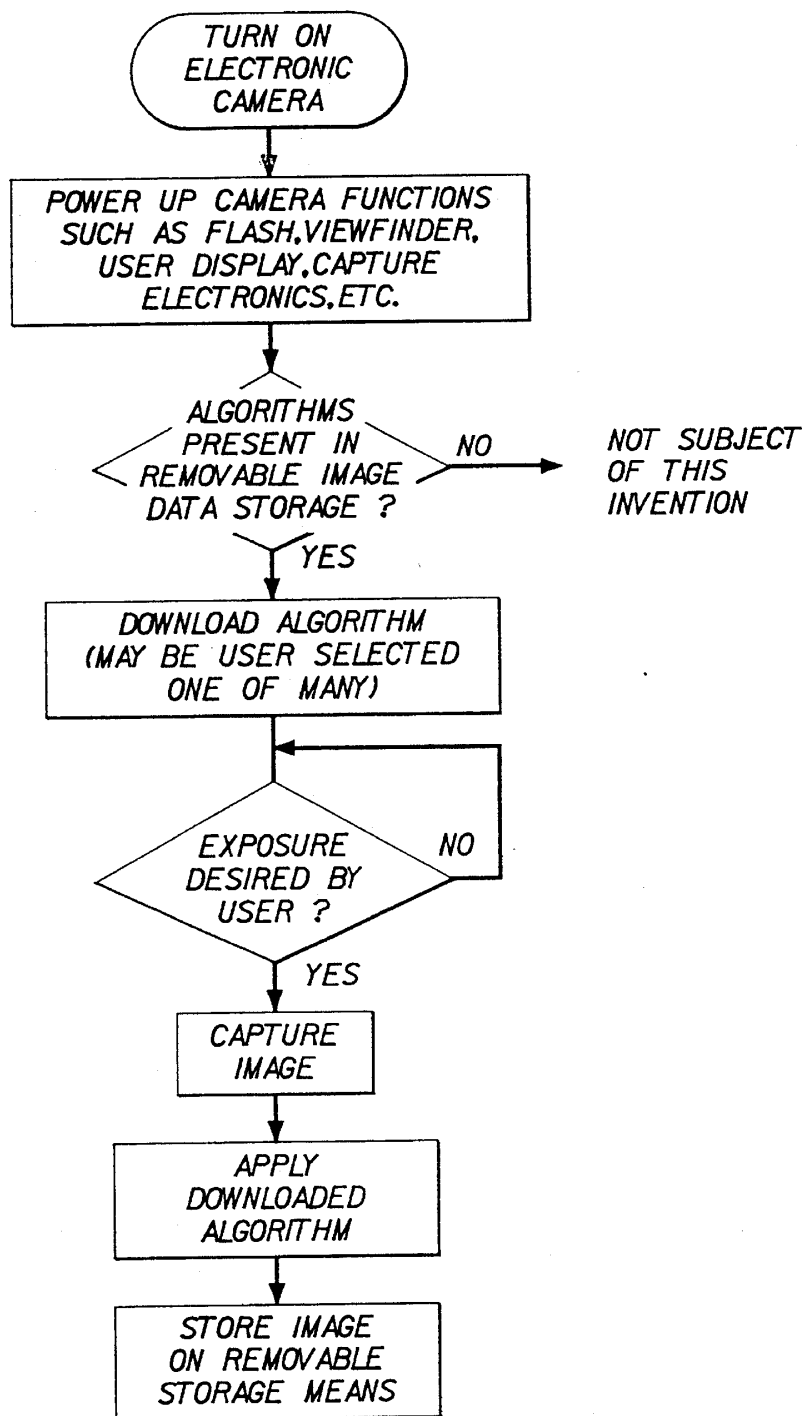 TURN ON
ELECTRONIC
CAMERA
POWER UP CAMERA FUNCTIONS
SUCH AS FLASH,VIEWFINDER,
USER DISPLAY,CAPTURE
ELECTRONICS,ETC.
ALGORITHMS
PRESENT IN
REMOVABLE IMAGE
DATA STORAGE ?
NO
NOT SUBJECT
OF THIS
INVENTION
YES
DOWNLOAD ALGORITHM
(MAY BE USER SELECTED
ONE OF MANY)
EXPOSURE
DESIRED BY
USER ?
NO
YES
CAPTURE
IMAGE
APPLY
DOWNLOADED
ALGORITHM
STORE IMAGE
ON REMOVABLE
STORAGE MEANS